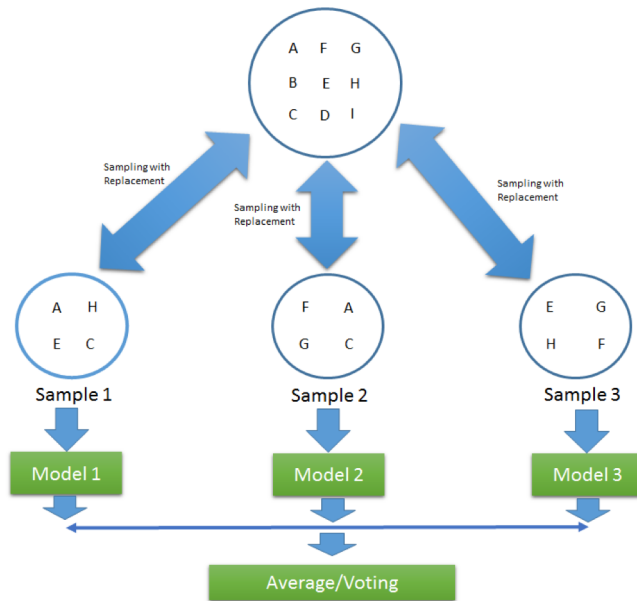 A F G
B E H
C D I
Sampling with
Replacement
Sampling with
Replacement
Sampling with
Replacement
A H
E C
F A
G C
E G
H F
Sample 1
Sample 2
Sample 3
Model 1
Model 2
Model 3
Average/Voting